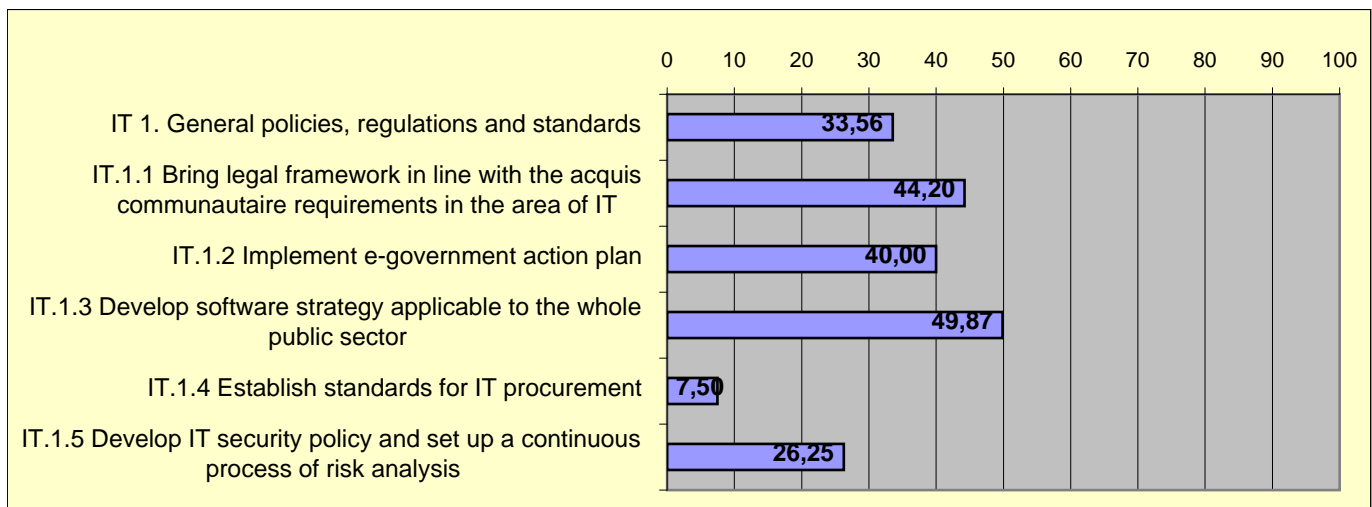 0 10 20 30 40 50 60 70 80 90 100
IT 1. General policies, regulations and standards
33,56
IT.1.1 Bring legal framework in line with the acquis
communautaire requirements in the area of IT
44,20
IT.1.2 Implement e-government action plan
40,00
IT.1.3 Develop software strategy applicable to the whole
public sector
49,87
IT.1.4 Establish standards for IT procurement
7,50
IT.1.5 Develop IT security policy and set up a continuous
process of risk analysis
26,25